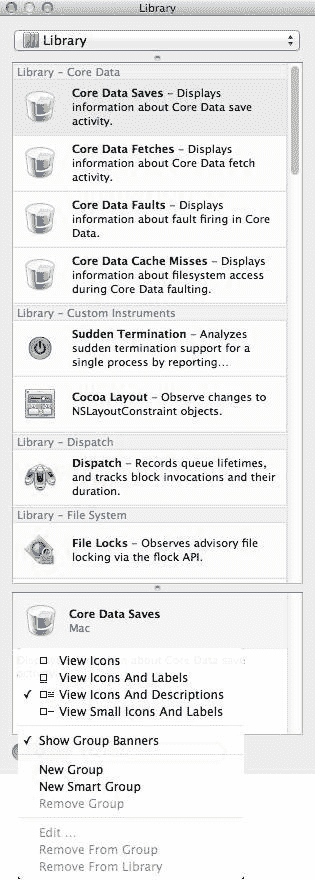 Library
Library
Library – Core Data
Core Data Saves – Displays
information about Core Data save
activity.
Core Data Fetches – Displays
information about Core Data fetch
activity.
Core Data Faults – Displays
information about fault firing in Core
Data.
Core Data Cache Misses – Displays
information about filesystem access
during Core Data faulting.
Library – Custom Instruments
Sudden Termination – Analyzes
sudden termination support for a
single process by reporting...
Cocoa Layout – Observe changes to
NSLayoutConstraint objects.
Library – Dispatch
Dispatch – Records queue lifetimes,
and tracks block invocations and their
duration.
Library – File System
File Locks – Observes advisory file
locking via the flock API.
Core Data Saves
Mac
View Icons
View Icons And Labels
✓ View Icons And Descriptions
View Small Icons And Labels
✓ Show Group Banners
New Group
New Smart Group
Remove Group
Edit ...
Remove From Group
Remove From Library